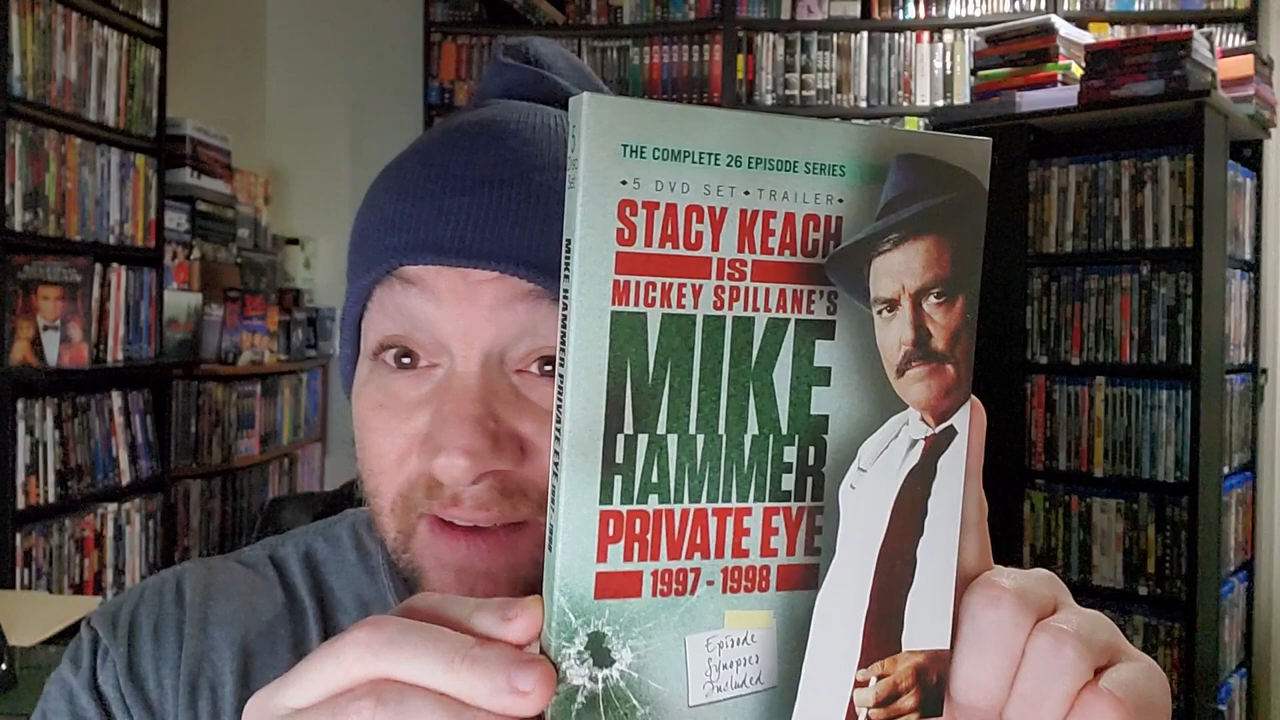 THE COMPLETE 26 EPISODE SERIES
5 DVD SET TRAILER
STACY KEACH
IS
MICKEY SPILLANE'S
MIKE
HAMMER
PRIVATE EYE
1997-1998
Episode
Synopses
Included
MIKE HAMMER PRIVATE EYE 1997-1998